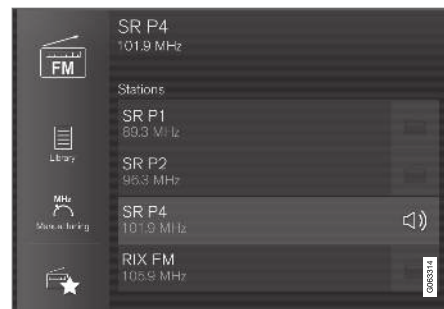 SR P4
101.9 MHz
FM
Stations
SR P1
89.3 MHz
Library
SR P2
96.3 MHz
MHz
Manual tuning
SR P4
101.9 MHz
RIX FM
105.9 MHz
G063314